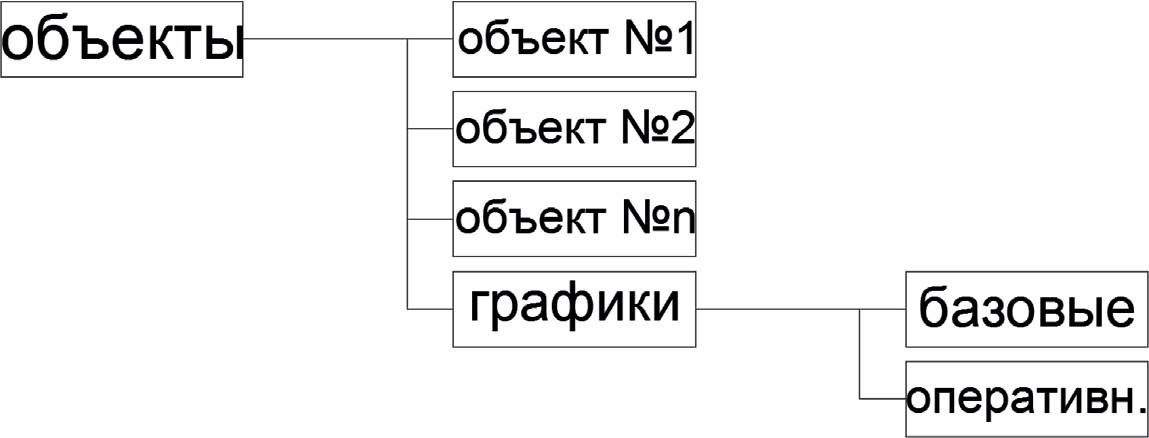 объекты
объект №1
объект №2
объект №n
графики
базовые
оперативн.